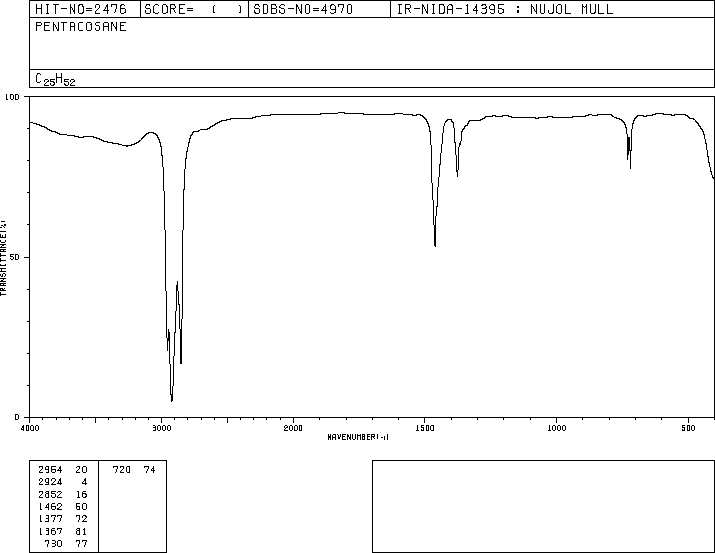 HIT-NO=2476 SCORE= ( ) SDBS-NO=4970 IR-NIDA-14395 : NUJOL MULL
PENTACOSANE
C25H52
100
50
0
TRANSMITTANCE(%)
4000 3000 2000 1500 1000 500
WAVENUMBER(-1)
2954 20 720 74
2924 4
2852 16
1462 50
1377 72
1367 81
730 77